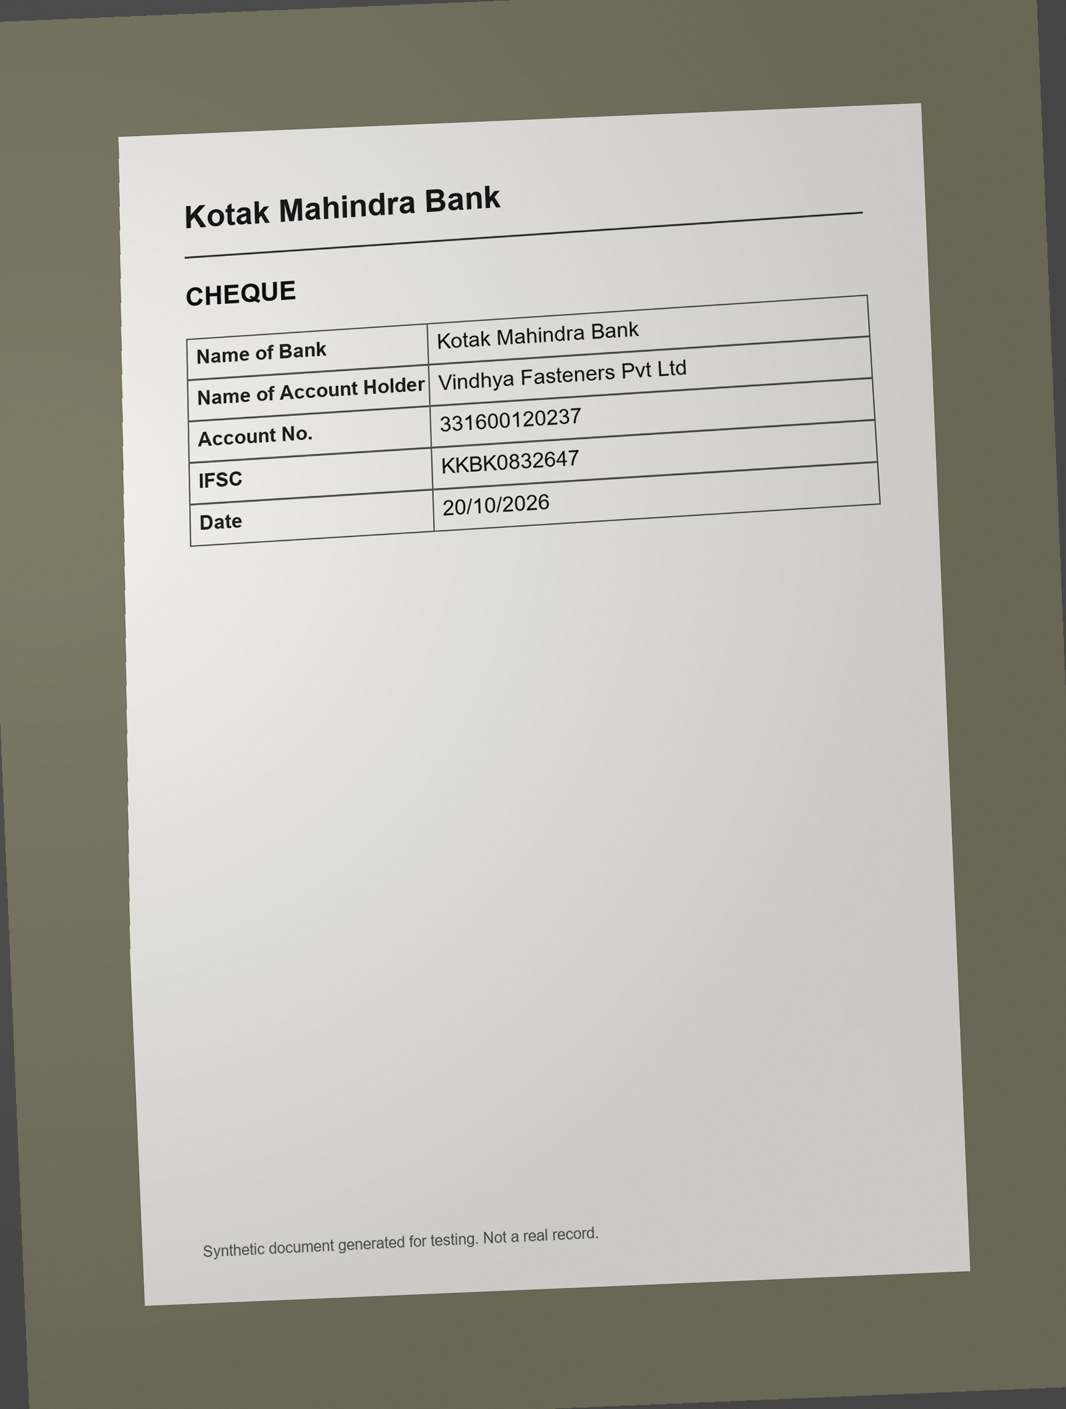 Kotak Mahindra Bank
CHEQUE
Name of Bank Kotak Mahindra Bank
Name of Account Holder Vindhya Fasteners Pvt Ltd
Account No. 331600120237
IFSC KKBK0832647
Date 20/10/2026
Synthetic document generated for testing. Not a real record.